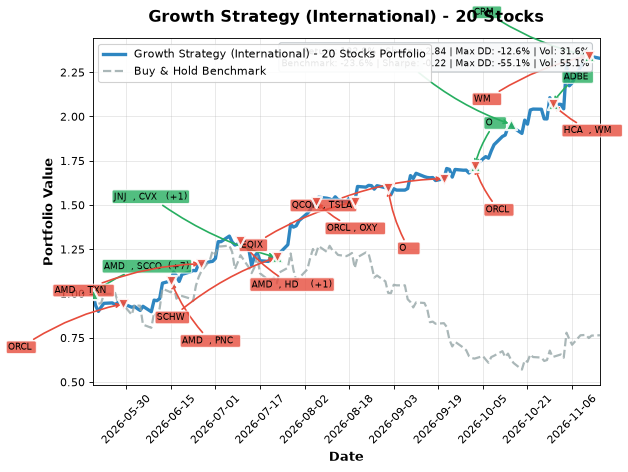 Growth Strategy (International) - 20 Stocks
CRM
Growth Strategy (International) - 20 Stocks Portfolio
.84 | Max DD: -12.6% | Vol: 31.6%
Buy & Hold Benchmark
.22 | Max DD: -55.1% | Vol: 55.1%
ADBE
WM
O
HCA , WM
JNJ , CVX (+1)
QCOM , TSLA
ORCL
ORCL , OXY
EQIX
O
AMD , SCCO (+7)
AMD , HD (+1)
AMD , TXN
SCHW
AMD , PNC
ORCL
Portfolio Value
2.25
2.00
1.75
1.50
1.25
1.00
0.75
0.50
2026-05-30
2026-06-15
2026-07-01
2026-07-17
2026-08-02
2026-08-18
2026-09-03
2026-09-19
2026-10-05
2026-10-21
2026-11-06
Date